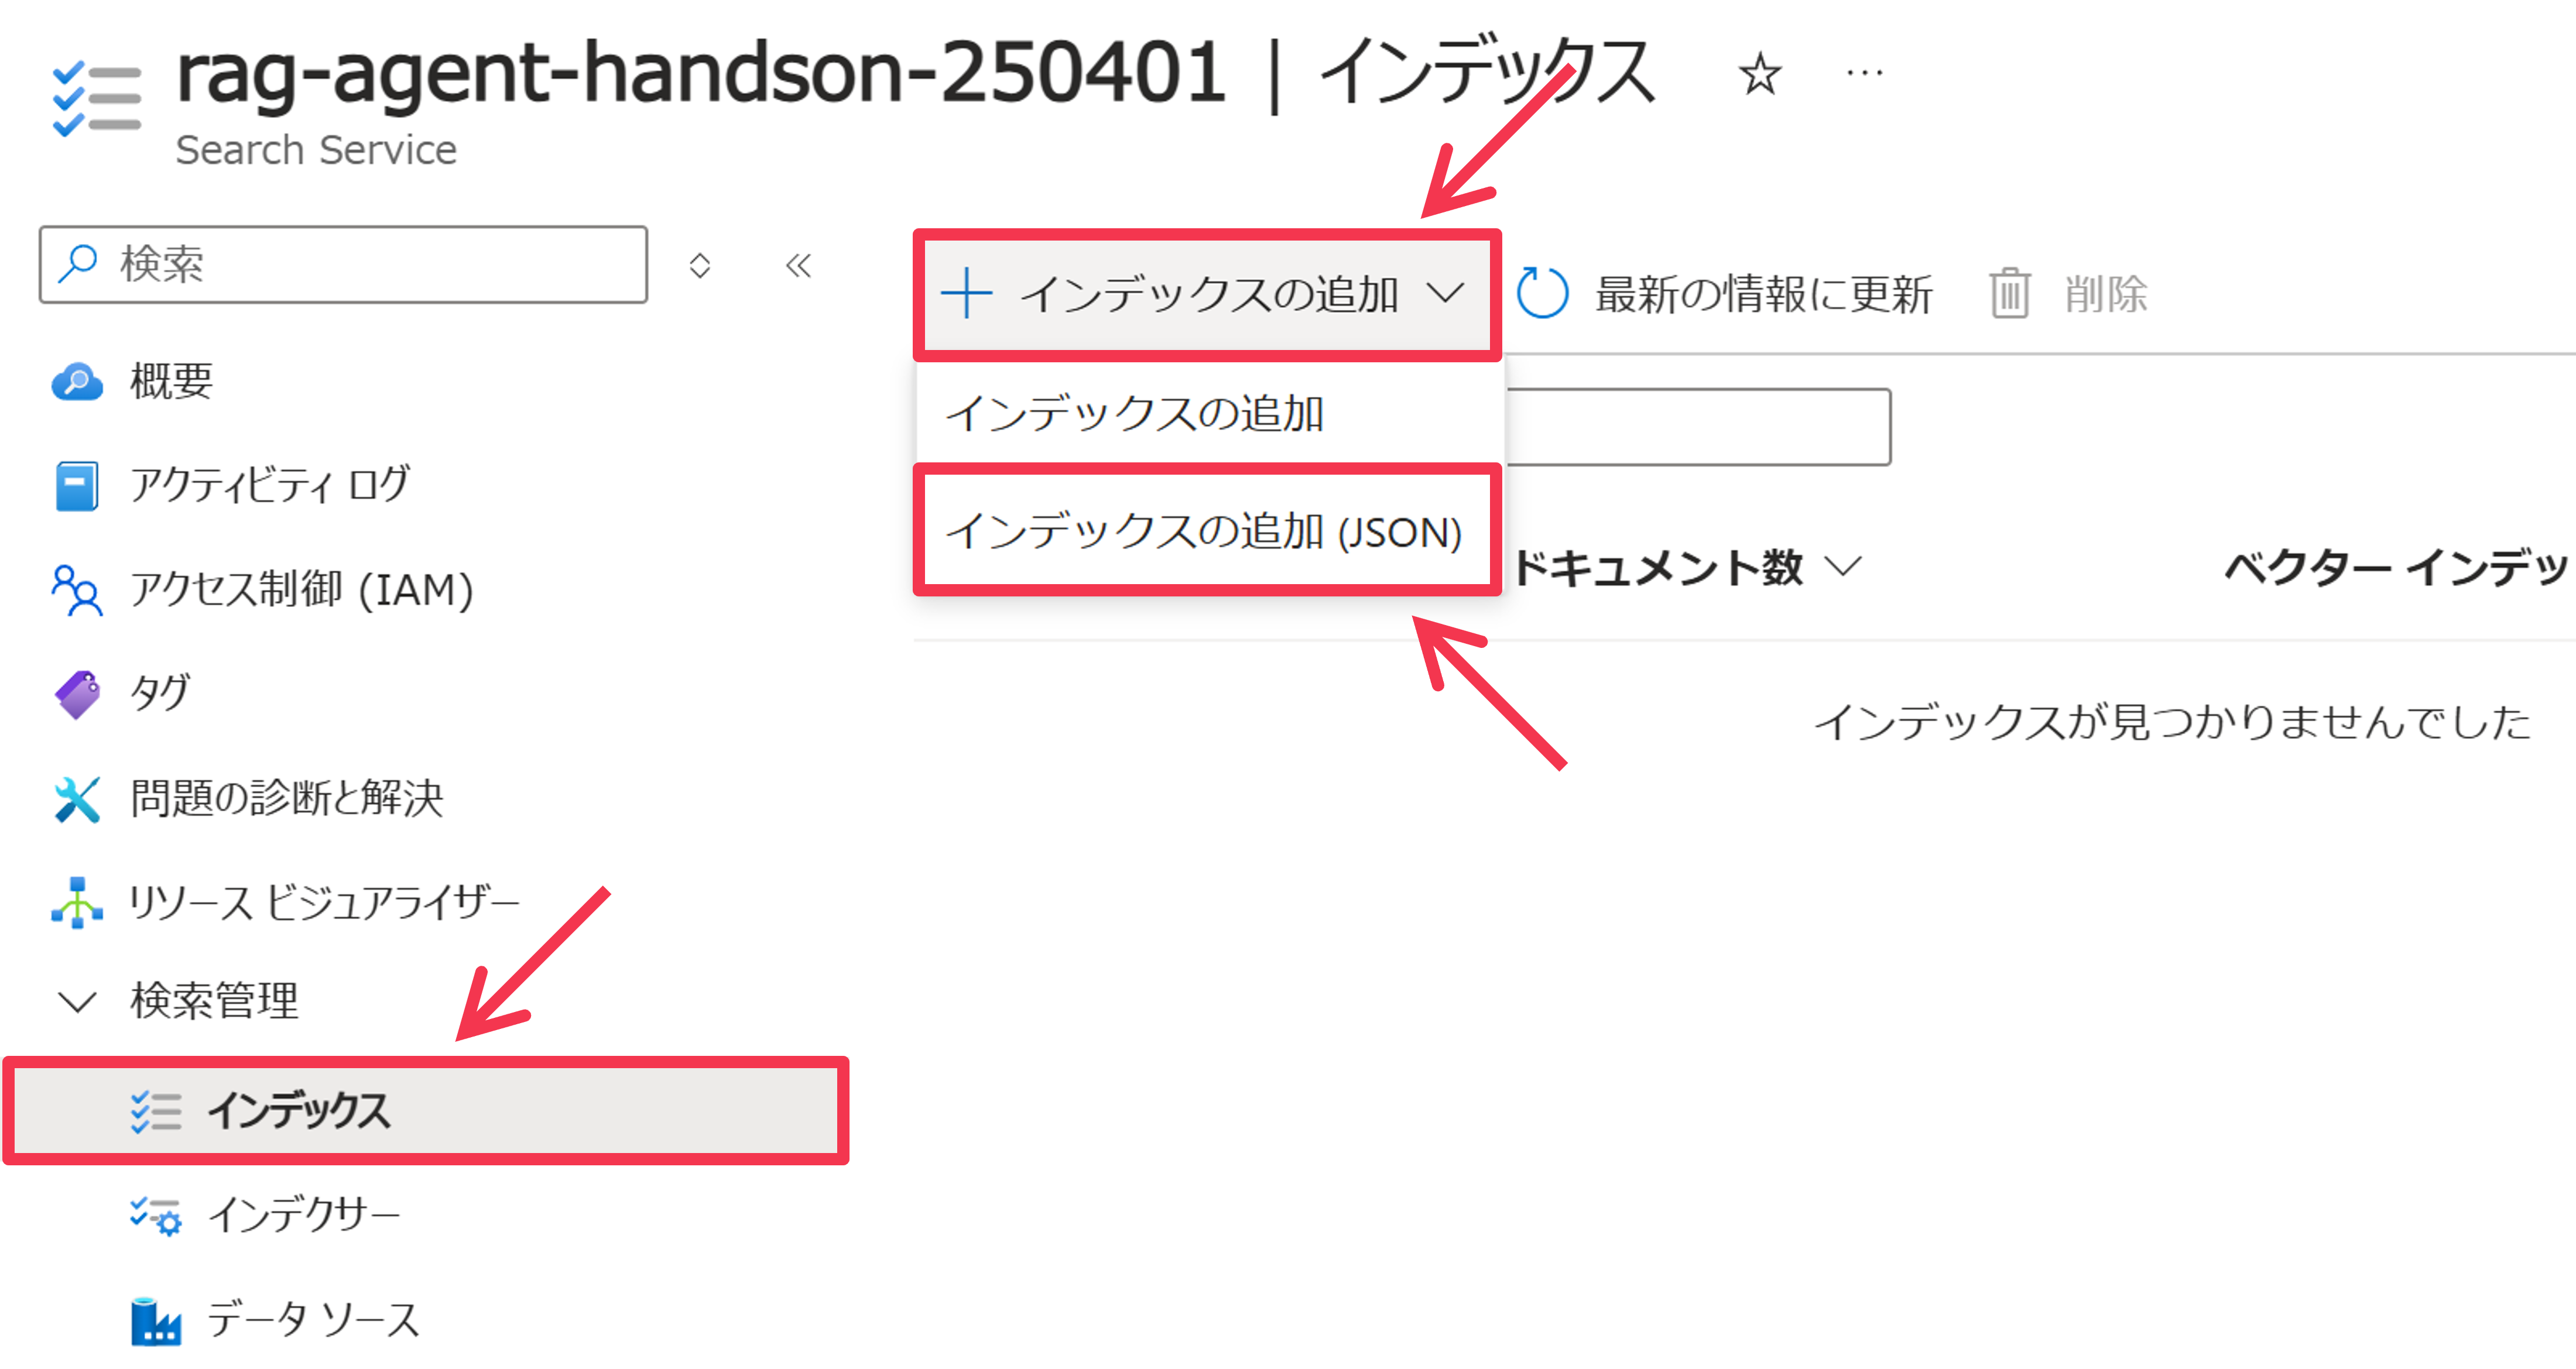 rag-agent-handson-250401 | インデックス
Search Service
検索
概要
アクティビティ ログ
アクセス制御 (IAM)
タグ
問題の診断と解決
リソース ビジュアライザー
検索管理
インデックス
インデクサー
データ ソース
インデックスの追加
最新の情報に更新
削除
インデックスの追加
インデックスの追加 (JSON)
ドキュメント数
ベクター インデッ
インデックスが見つかりませんでした